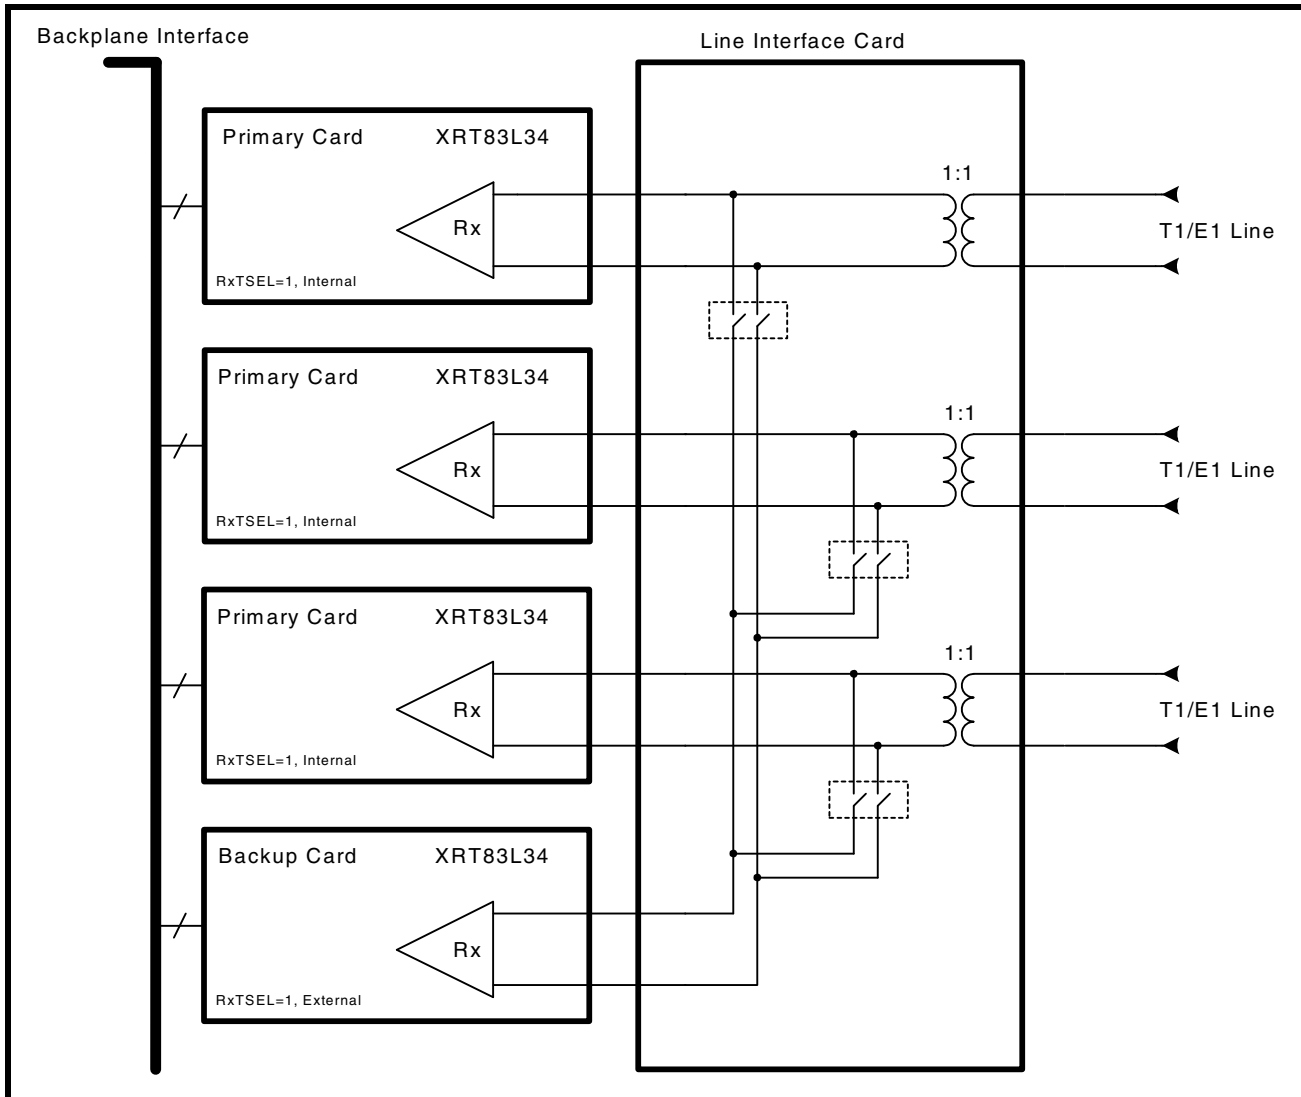 Backplane Interface
Line Interface Card
Primary Card XRT83L34
Rx
RxTSEL=1, Internal
1:1
T1/E1 Line
Primary Card XRT83L34
Rx
RxTSEL=1, Internal
1:1
T1/E1 Line
Primary Card XRT83L34
Rx
RxTSEL=1, Internal
1:1
T1/E1 Line
Backup Card XRT83L34
Rx
RxTSEL=1, External